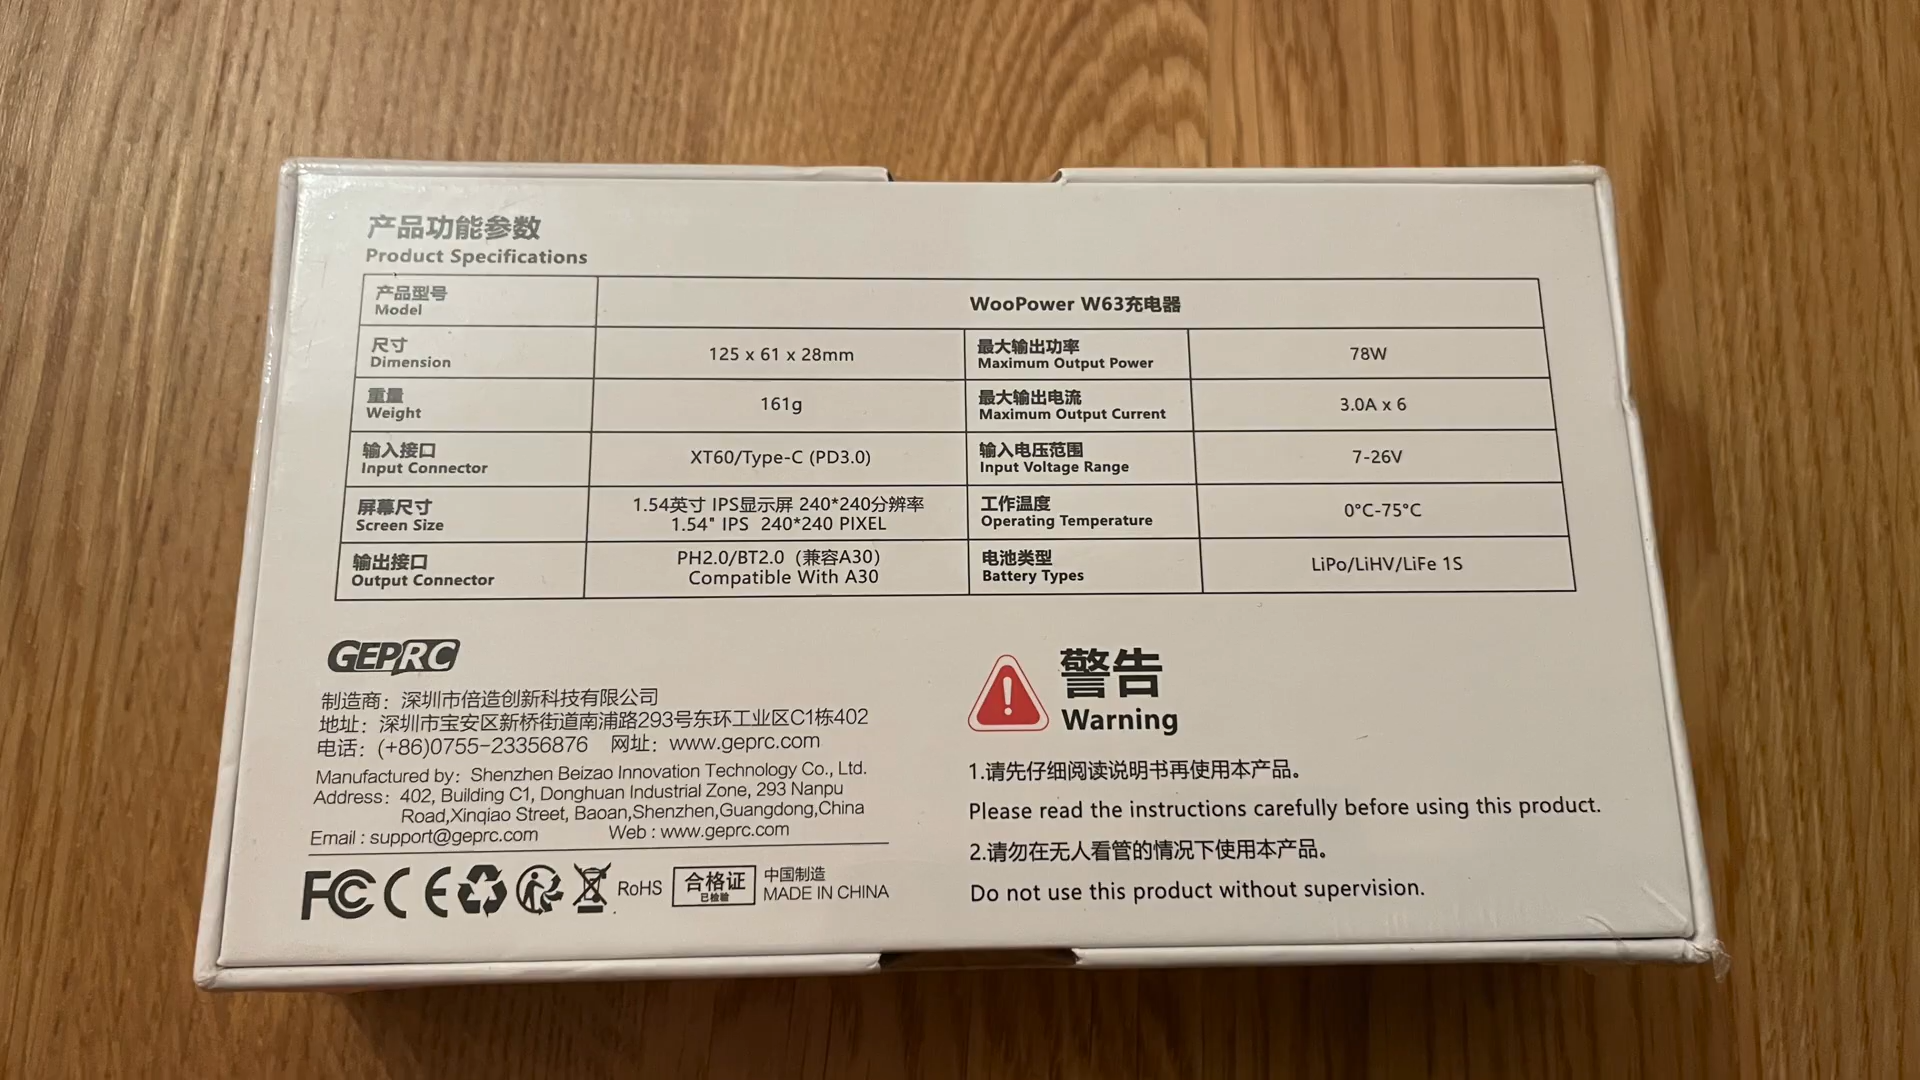 产品功能参数
Product Specifications
产品型号
Model
WooPower W63充电器
尺寸
Dimension
125 x 61 x 28mm
最大输出功率
Maximum Output Power
78W
重量
Weight
161g
最大输出电流
Maximum Output Current
3.0A x 6
输入接口
Input Connector
XT60/Type-C (PD3.0)
输入电压范围
Input Voltage Range
7-26V
屏幕尺寸
Screen Size
1.54英寸 IPS显示屏 240*240分辨率
1.54" IPS 240*240 PIXEL
工作温度
Operating Temperature
0°C-75°C
输出接口
Output Connector
PH2.0/BT2.0（兼容A30）
Compatible With A30
电池类型
Battery Types
LiPo/LiHV/LiFe 1S
GEPRC
制造商：深圳市倍造创新科技有限公司
地址：深圳市宝安区新桥街道南浦路293号东环工业区C1栋402
电话：(+86)0755-23356876 网址：www.geprc.com
Manufactured by：Shenzhen Beizao Innovation Technology Co., Ltd.
Address：402, Building C1, Donghuan Industrial Zone, 293 Nanpu
Road,Xinqiao Street, Baoan,Shenzhen,Guangdong,China
Email : support@geprc.com Web : www.geprc.com
FC CE RoHS
合格证
已检验
中国制造
MADE IN CHINA
警告
Warning
1.请先仔细阅读说明书再使用本产品。
Please read the instructions carefully before using this product.
2.请勿在无人看管的情况下使用本产品。
Do not use this product without supervision.